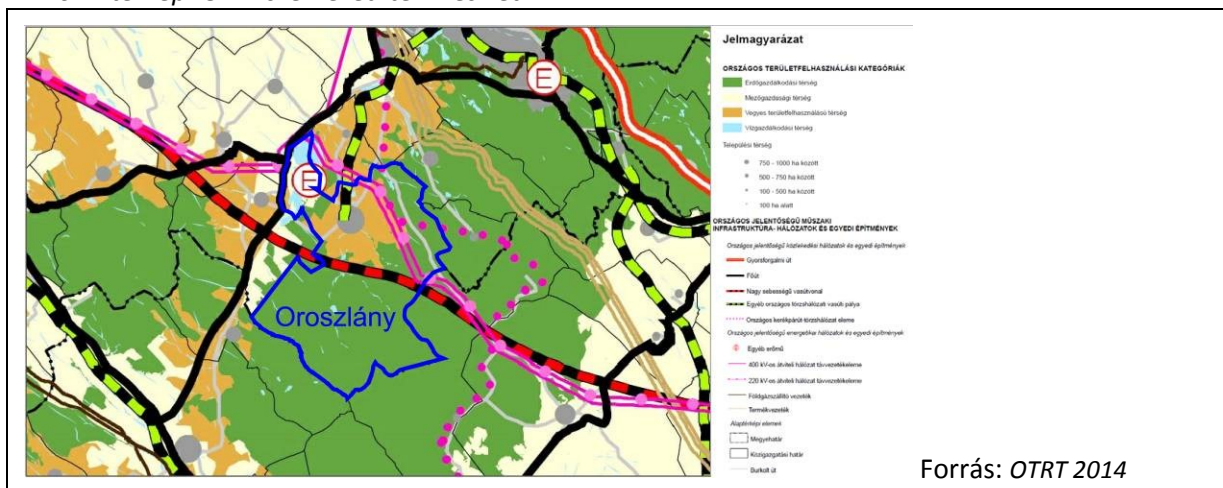 Jelmagyarázat
ORSZÁGOS TERÜLETFELHASZNÁLÁSI KATEGÓRIÁK
Erdőgazdálkodási térség
Mezőgazdasági térség
Vegyes területfelhasználású térség
Vízgazdálkodási térség
Települési térség
750 - 1000 ha között
500 - 750 ha között
100 - 500 ha között
100 ha alatt
ORSZÁGOS JELENTŐSÉGŰ MŰSZAKI
INFRASTRUKTÚRA- HÁLÓZATOK ÉS EGYEDI ÉPÍTMÉNYEK
Országos jelentőségű közlekedési hálózatok és egyedi építmények
Gyorsforgalmi út
Főút
Nagy sebességű vasútvonal
Egyéb országos törzshálózati vasúti pálya
Országos kerékpárút-törzshálózat eleme
Országos jelentőségű energetikai hálózatok és egyedi építmények
E
Egyéb erőmű
400 kV-os átviteli hálózat távvezetékeleme
220 kV-os átviteli hálózat távvezetékeleme
Földgázszállító vezeték
Termékvezeték
Alaptérképi elemek
Megyehatár
Közigazgatási határ
Burkolt út
E
E
Oroszlány
Forrás: OTRT 2014